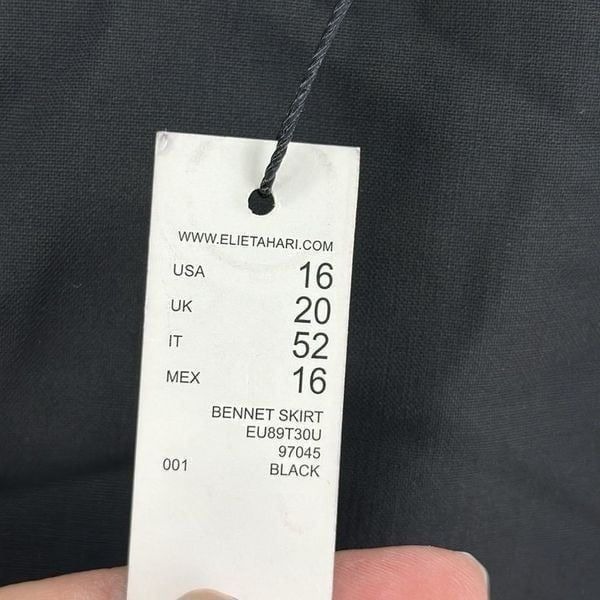 WWW.ELIETAHARI.COM
USA 16
UK 20
IT 52
MEX 16
BENNET SKIRT
EU89T30U
97045
001 BLACK